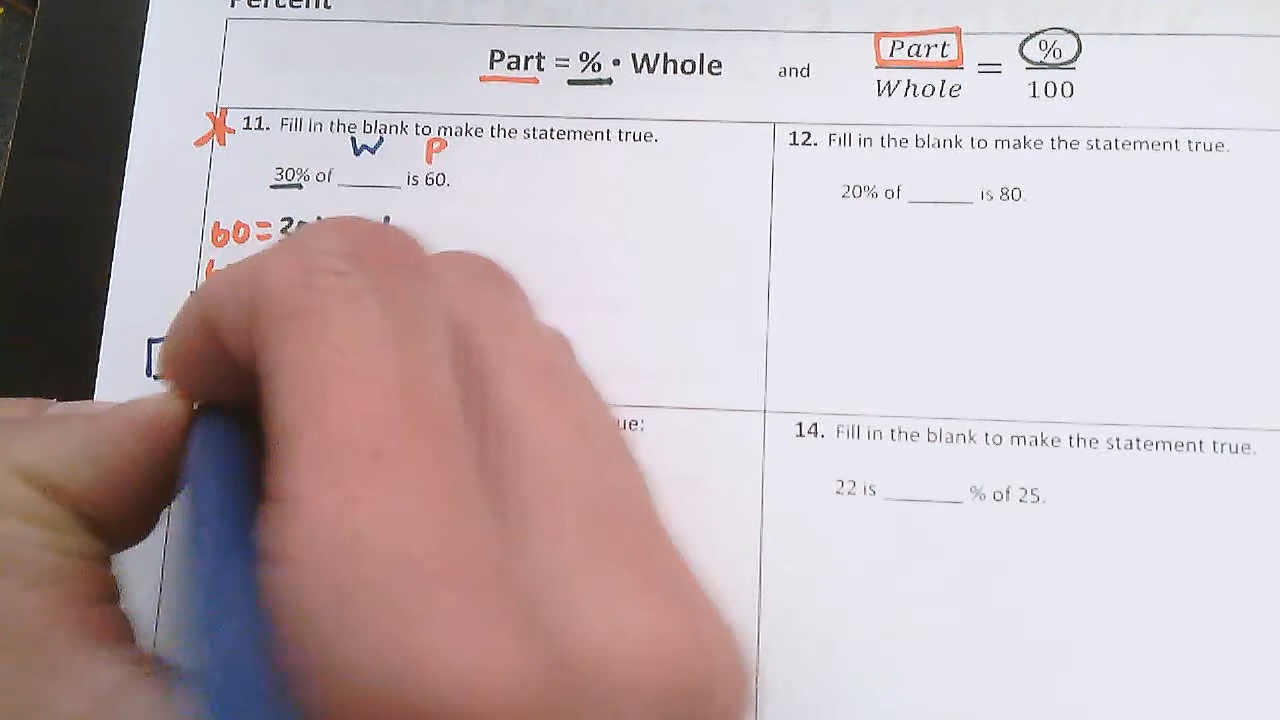 Percent
Part = % • Whole
and
Part
Whole
=
%
100
11. Fill in the blank to make the statement true.
W P
30% of ______ is 60.
60=
12. Fill in the blank to make the statement true.
20% of ______ is 80.
14. Fill in the blank to make the statement true.
22 is _______ % of 25.